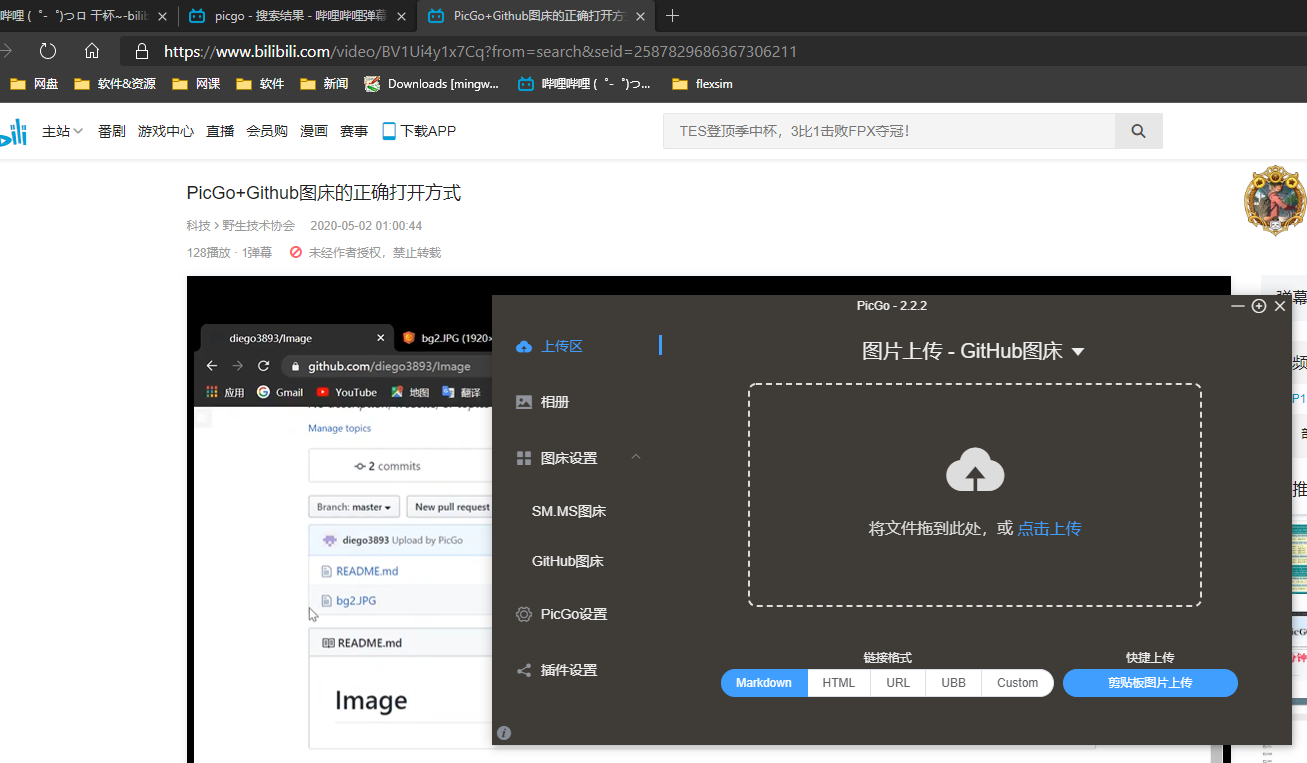 哔哩 (゜-゜)つロ 干杯~-bilib
picgo - 搜索结果 - 哔哩哔哩弹幕
PicGo+Github图床的正确打开方
https://www.bilibili.com/video/BV1Ui4y1x7Cq?from=search&seid=2587829686367306211
网盘 软件&资源 网课 软件 新闻 Downloads [mingw... 哔哩哔哩 (゜-゜)つ... flexsim
主站 番剧 游戏中心 直播 会员购 漫画 赛事 下载APP
TES登顶季中杯，3比1击败FPX夺冠！
PicGo+Github图床的正确打开方式
科技 > 野生技术协会 2020-05-02 01:00:44
128播放 · 1弹幕 未经作者授权，禁止转载
弹幕
P1
diego3893/Image
bg2.JPG (1920×
github.com/diego3893/Image
应用 Gmail YouTube 地图 翻译
Manage topics
2 commits
Branch: master New pull request
diego3893 Upload by PicGo
README.md
bg2.JPG
README.md
Image
PicGo - 2.2.2
上传区
相册
图床设置
SM.MS图床
GitHub图床
PicGo设置
插件设置
图片上传 - GitHub图床
将文件拖到此处，或 点击上传
链接格式 快捷上传
Markdown HTML URL UBB Custom 剪贴板图片上传